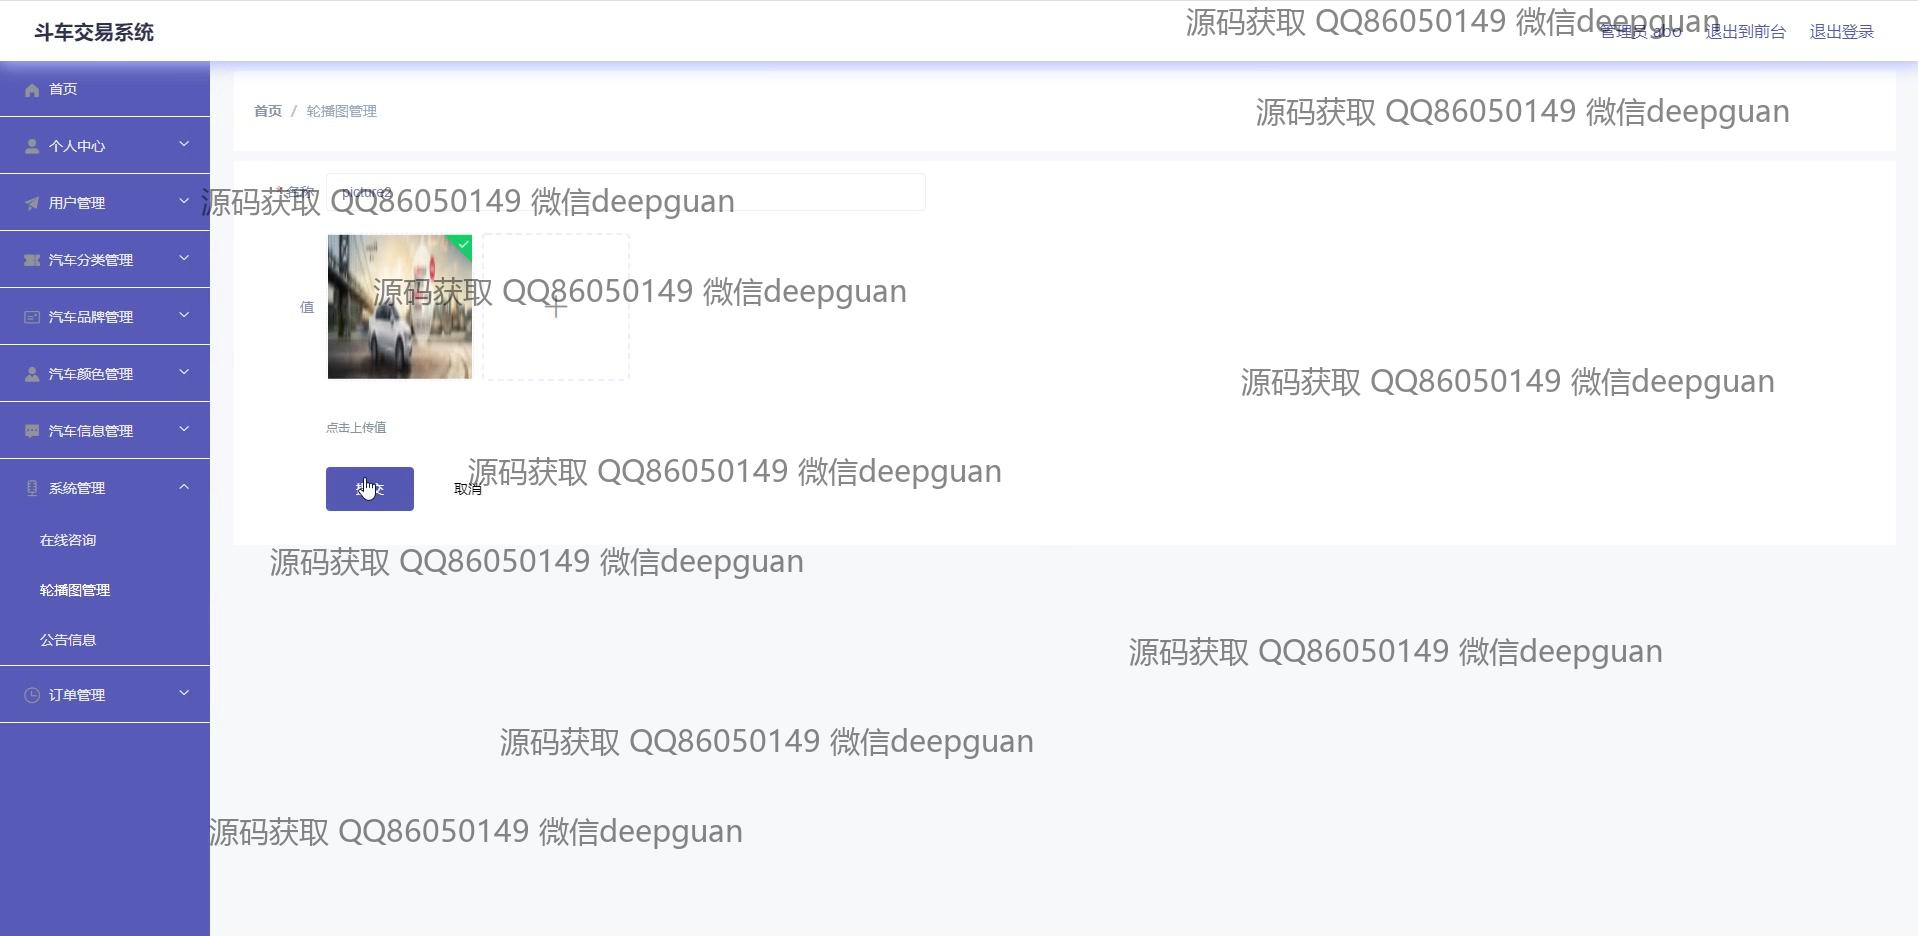 斗车交易系统
源码获取 QQ86050149 微信deepguan
管理员 abo
退出到前台
退出登录
首页
首页 / 轮播图管理
源码获取 QQ86050149 微信deepguan
个人中心
用户管理
* 名称
picture2
源码获取 QQ86050149 微信deepguan
汽车分类管理
源码获取 QQ86050149 微信deepguan
值
汽车品牌管理
汽车颜色管理
源码获取 QQ86050149 微信deepguan
汽车信息管理
点击上传值
源码获取 QQ86050149 微信deepguan
系统管理
提交
取消
在线咨询
源码获取 QQ86050149 微信deepguan
轮播图管理
公告信息
源码获取 QQ86050149 微信deepguan
订单管理
源码获取 QQ86050149 微信deepguan
源码获取 QQ86050149 微信deepguan